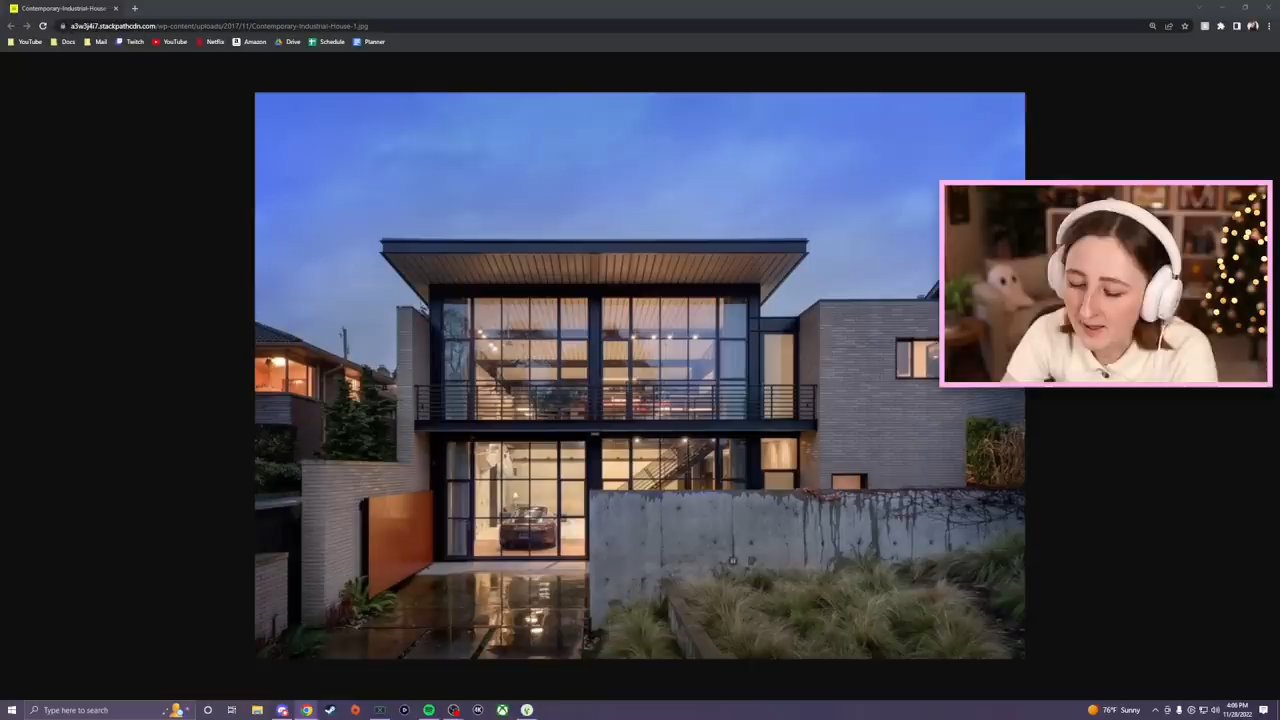 Contemporary-Industrial-House-
a3w3j4i7.stackpathcdn.com/wp-content/uploads/2017/11/Contemporary-Industrial-House-1.jpg
YouTube Docs Mail Twitch YouTube Netflix Amazon Drive Schedule Planner
Type here to search
76°F Sunny
4:06 PM
11/28/2022